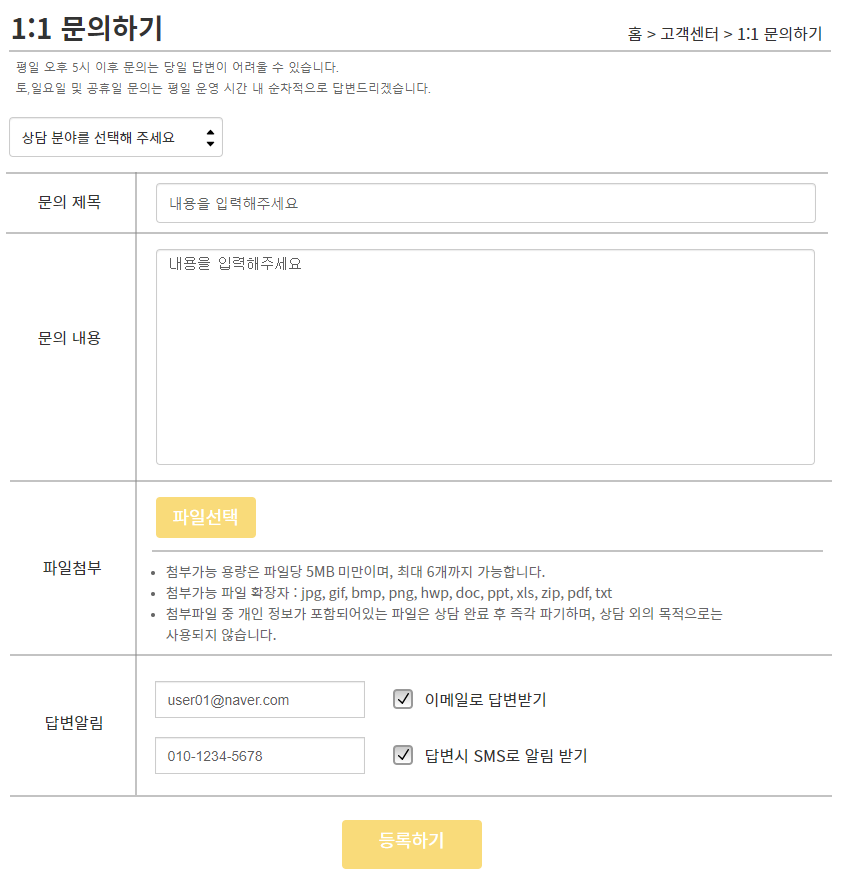 1:1 문의하기
홈 > 고객센터 > 1:1 문의하기
평일 오후 5시 이후 문의는 당일 답변이 어려울 수 있습니다.
토,일요일 및 공휴일 문의는 평일 운영 시간 내 순차적으로 답변드리겠습니다.
상담 분야를 선택해 주세요
문의 제목
내용을 입력해주세요
문의 내용
내용을 입력해주세요
파일첨부
파일선택
• 첨부가능 용량은 파일당 5MB 미만이며, 최대 6개까지 가능합니다.
• 첨부가능 파일 확장자 : jpg, gif, bmp, png, hwp, doc, ppt, xls, zip, pdf, txt
• 첨부파일 중 개인 정보가 포함되어있는 파일은 상담 완료 후 즉각 파기하며, 상담 외의 목적으로는
사용되지 않습니다.
답변알림
user01@naver.com
이메일로 답변받기
010-1234-5678
답변시 SMS로 알림 받기
등록하기